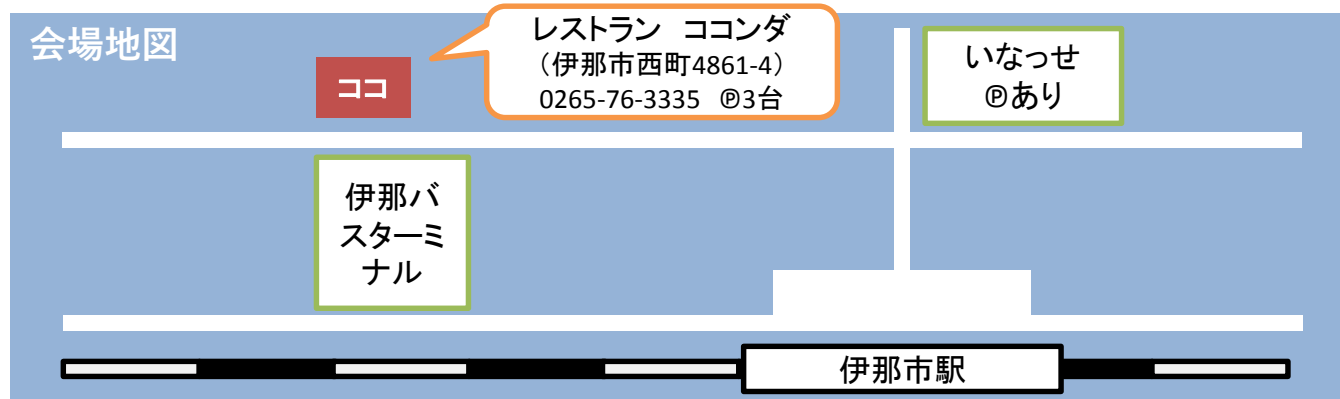 会場地図
ココ
レストラン　ココンダ
（伊那市西町4861-4）
0265-76-3335　℗3台
いなっせ
℗あり
伊那バ
スターミ
ナル
伊那市駅